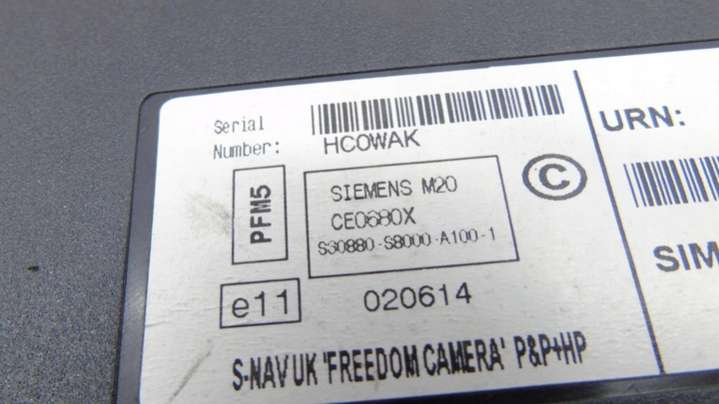 Serial Number:
HCOWAK
PFM5
SIEMENS M20
CE0680X
S30880-S8000-A100-1
©
e11
020614
S-NAV UK 'FREEDOM CAMERA' P&P+HP
URN:
SIM